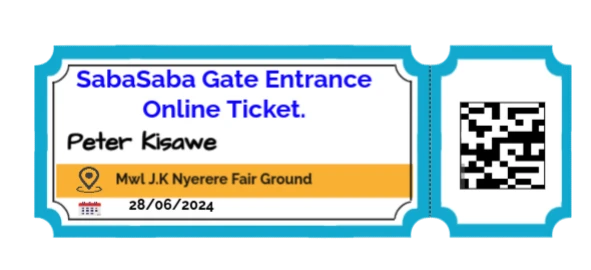 SabaSaba Gate Entrance
Online Ticket.
Peter Kisawe
Mwl J.K Nyerere Fair Ground
28/06/2024